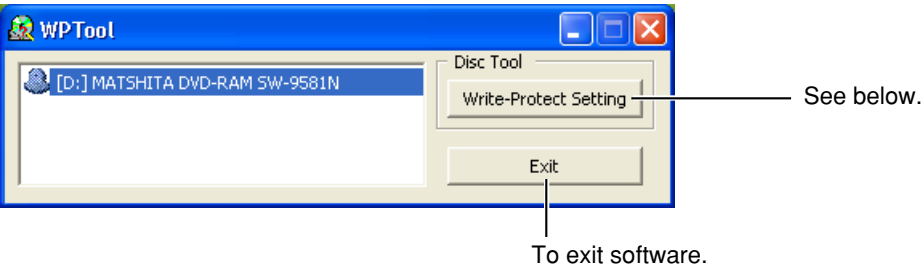 WPTool
[D:] MATSHITA DVD-RAM SW-9581N
Disc Tool
Write-Protect Setting
See below.
Exit
To exit software.